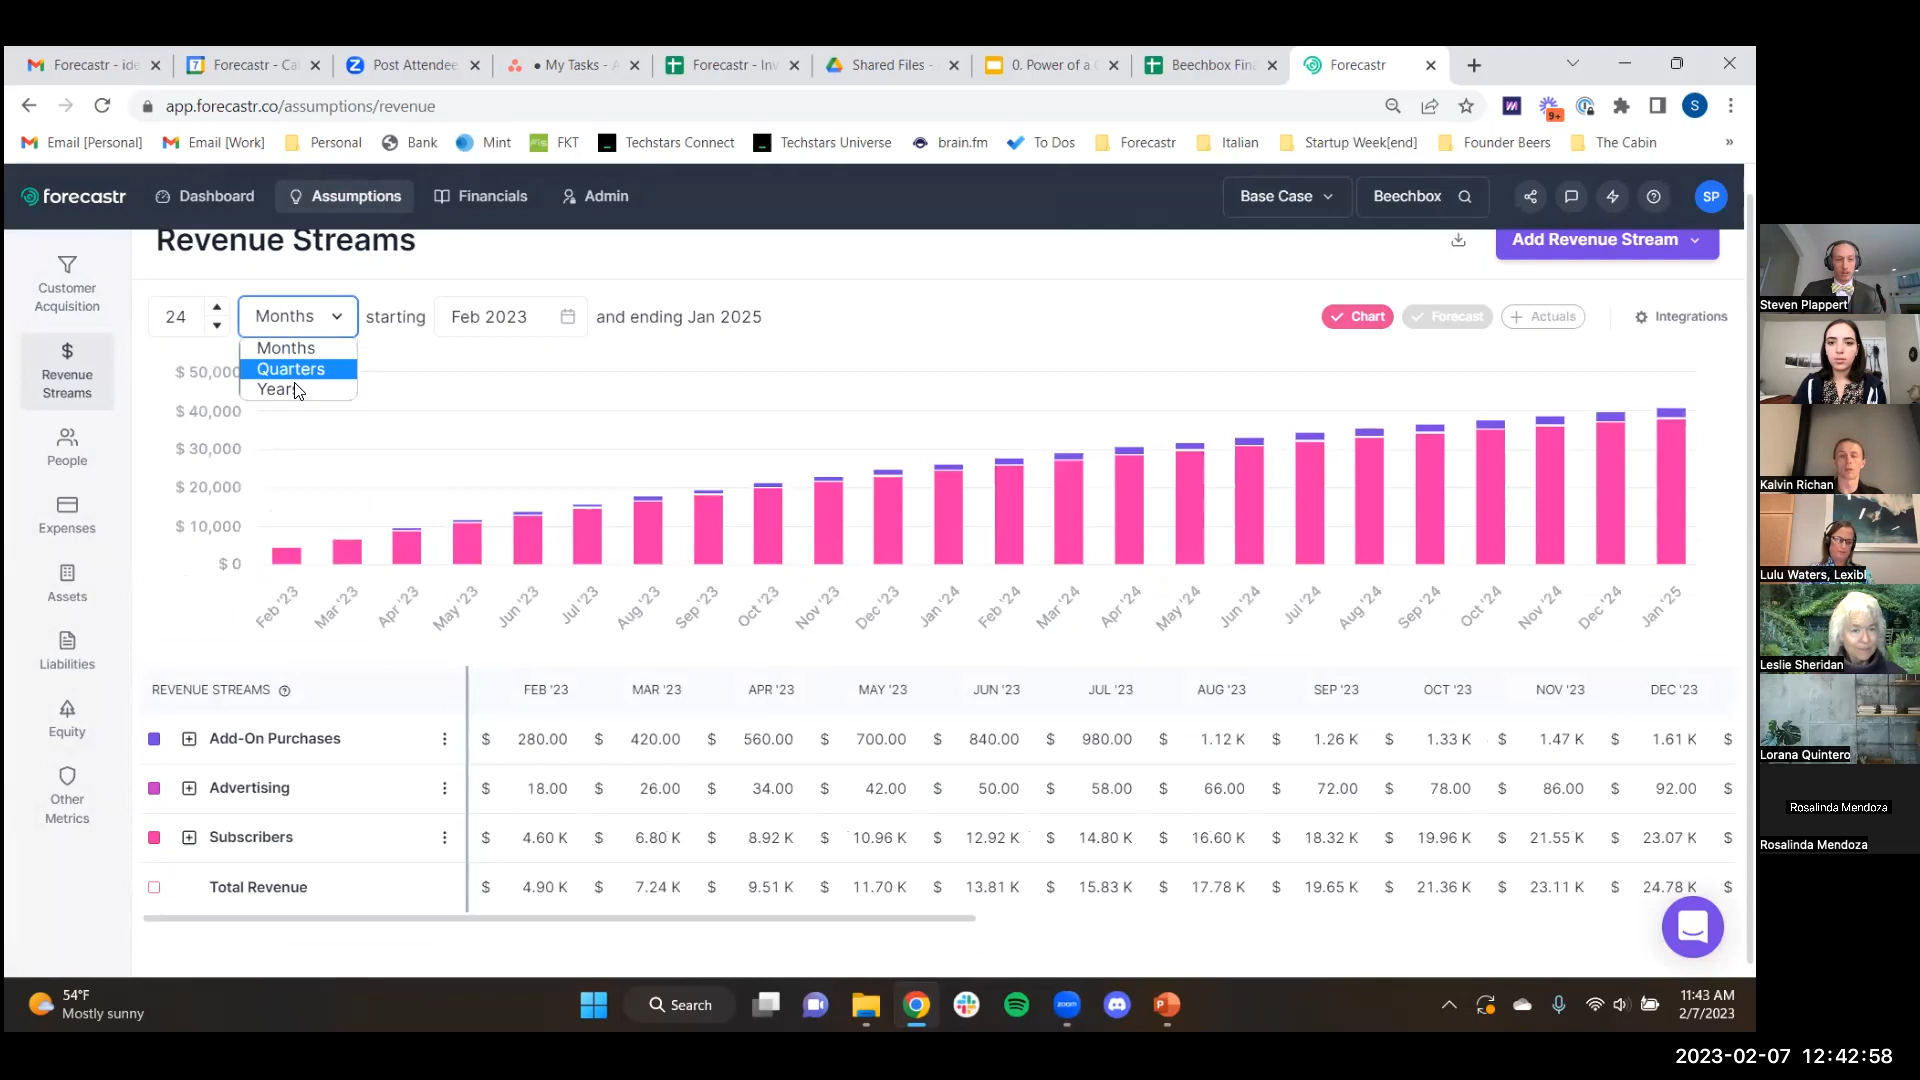 Forecastr - ide
Forecastr - Ca
Post Attendee
• My Tasks - A
Forecastr - Inv
Shared Files -
0. Power of a
Beechbox Fina
Forecastr
app.forecastr.co/assumptions/revenue
9+
S
Email [Personal]
Email [Work]
Personal
Bank
Mint
FKT
Techstars Connect
Techstars Universe
brain.fm
To Dos
Forecastr
Italian
Startup Week[end]
Founder Beers
The Cabin
»
forecastr
Dashboard
Assumptions
Financials
Admin
Base Case
Beechbox
SP
Customer
Acquisition
Revenue
Streams
People
Expenses
Assets
Liabilities
Equity
Other
Metrics
Revenue Streams
Add Revenue Stream
24 Months starting Feb 2023 and ending Jan 2025
Chart
Forecast
+ Actuals
Integrations
Months
Quarters
Years
$ 50,000
$ 40,000
$ 30,000
$ 20,000
$ 10,000
$ 0
Feb '23 Mar '23 Apr '23 May '23 Jun '23 Jul '23 Aug '23 Sep '23 Oct '23 Nov '23 Dec '23 Jan '24 Feb '24 Mar '24 Apr '24 May '24 Jun '24 Jul '24 Aug '24 Sep '24 Oct '24 Nov '24 Dec '24 Jan '25
REVENUE STREAMS FEB '23 MAR '23 APR '23 MAY '23 JUN '23 JUL '23 AUG '23 SEP '23 OCT '23 NOV '23 DEC '23
Add-On Purchases $ 280.00 $ 420.00 $ 560.00 $ 700.00 $ 840.00 $ 980.00 $ 1.12 K $ 1.26 K $ 1.33 K $ 1.47 K $ 1.61 K $
Advertising $ 18.00 $ 26.00 $ 34.00 $ 42.00 $ 50.00 $ 58.00 $ 66.00 $ 72.00 $ 78.00 $ 86.00 $ 92.00 $
Subscribers $ 4.60 K $ 6.80 K $ 8.92 K $ 10.96 K $ 12.92 K $ 14.80 K $ 16.60 K $ 18.32 K $ 19.96 K $ 21.55 K $ 23.07 K $
Total Revenue $ 4.90 K $ 7.24 K $ 9.51 K $ 11.70 K $ 13.81 K $ 15.83 K $ 17.78 K $ 19.65 K $ 21.36 K $ 23.11 K $ 24.78 K $
54°F
Mostly sunny
Search
zoom
11:43 AM
2/7/2023
Steven Plappert
Kalvin Richan
Lulu Waters, Lexibl
Leslie Sheridan
Lorana Quintero
Rosalinda Mendoza
Rosalinda Mendoza
2023-02-07 12:42:58